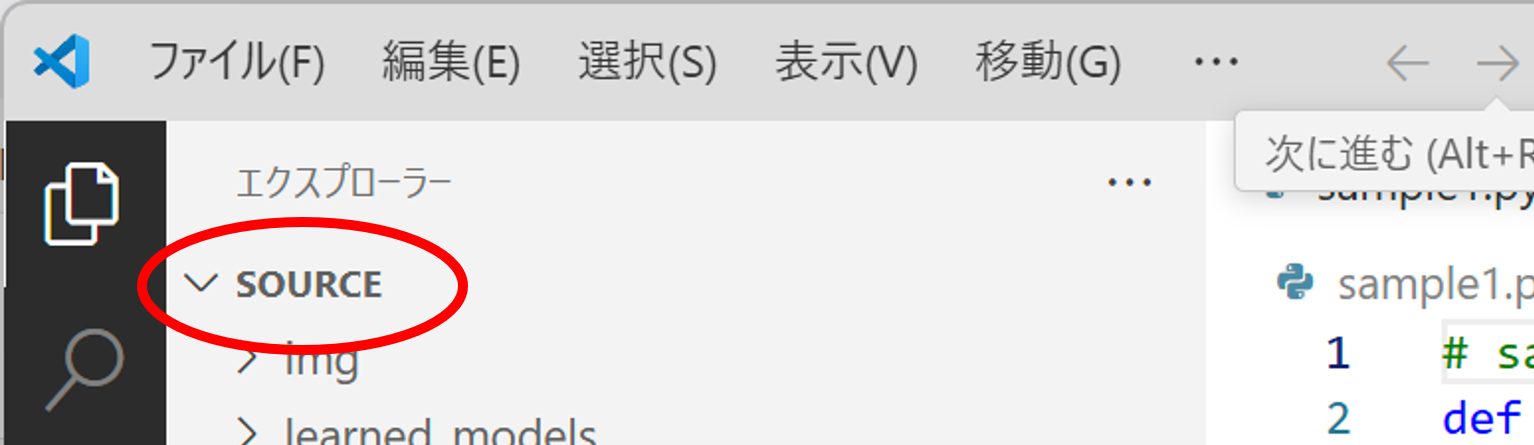 ファイル(F) 編集(E) 選択(S) 表示(V) 移動(G) ···
次に進む (Alt+R
エクスプローラー ···
sample1.py
SOURCE
sample1.p
img
1 # sa
learned_models
2 def